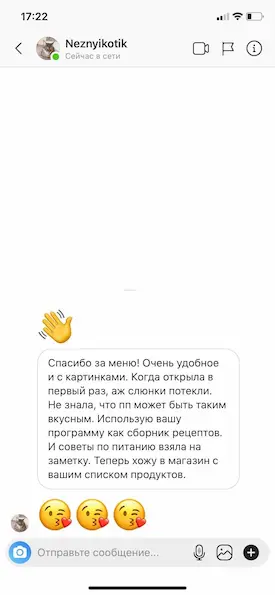 17:22
Neznyikotik
Сейчас в сети
Спасибо за меню! Очень удобное
и с картинками. Когда открыла в
первый раз, аж слюнки потекли.
Не знала, что пп может быть таким
вкусным. Использую вашу
программу как сборник рецептов.
И советы по питанию взяла на
заметку. Теперь хожу в магазин с
вашим списком продуктов.
Отправьте сообщение...